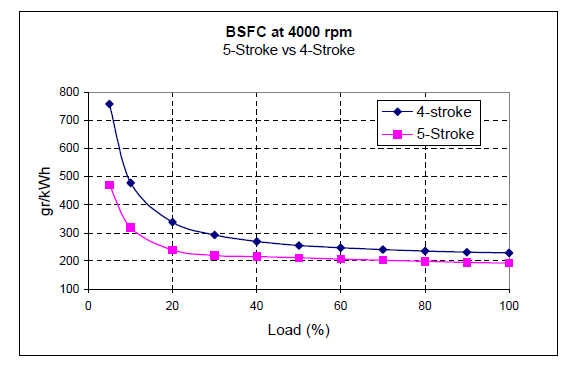 BSFC at 4000 rpm
5-Stroke vs 4-Stroke
800
700
600
500
400
300
200
100
gr/kWh
4-stroke
5-Stroke
0 20 40 60 80 100
Load (%)